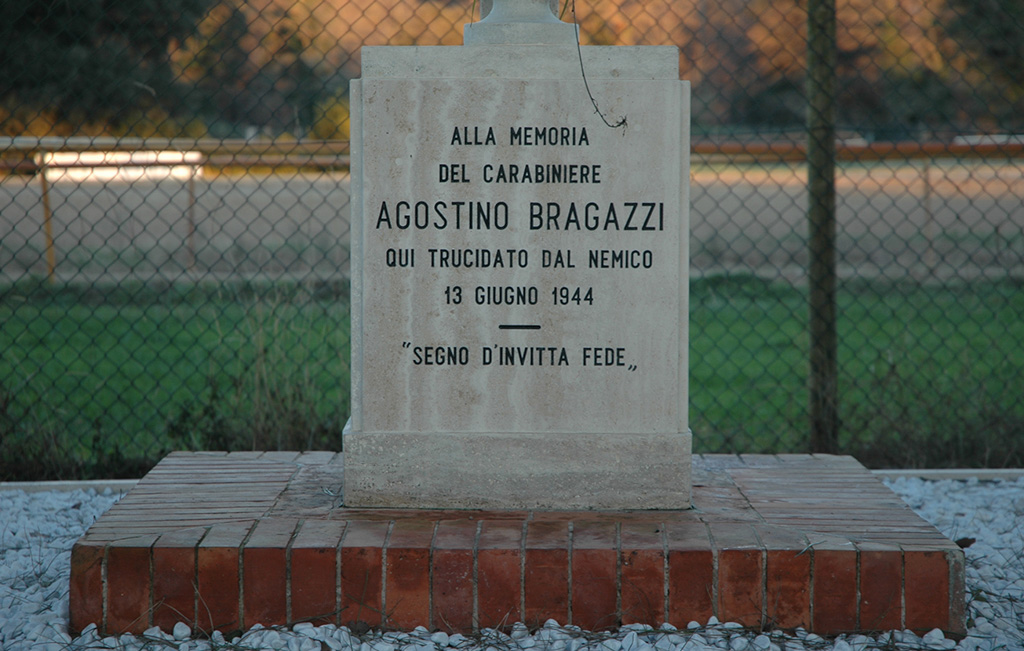 ALLA MEMORIA
DEL CARABINIERE
AGOSTINO BRAGAZZI
QUI TRUCIDATO DAL NEMICO
13 GIUGNO 1944
"SEGNO D'INVITTA FEDE„